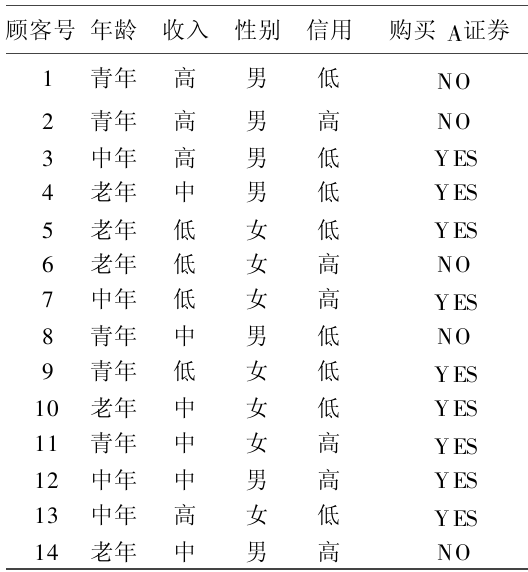 顾客号 年龄 收入 性别 信用 购买 A证券
1 青年 高 男 低 NO
2 青年 高 男 高 NO
3 中年 高 男 低 YES
4 老年 中 男 低 YES
5 老年 低 女 低 YES
6 老年 低 女 高 NO
7 中年 低 女 高 YES
8 青年 中 男 低 NO
9 青年 低 女 低 YES
10 老年 中 女 低 YES
11 青年 中 女 高 YES
12 中年 中 男 高 YES
13 中年 高 女 低 YES
14 老年 中 男 高 NO